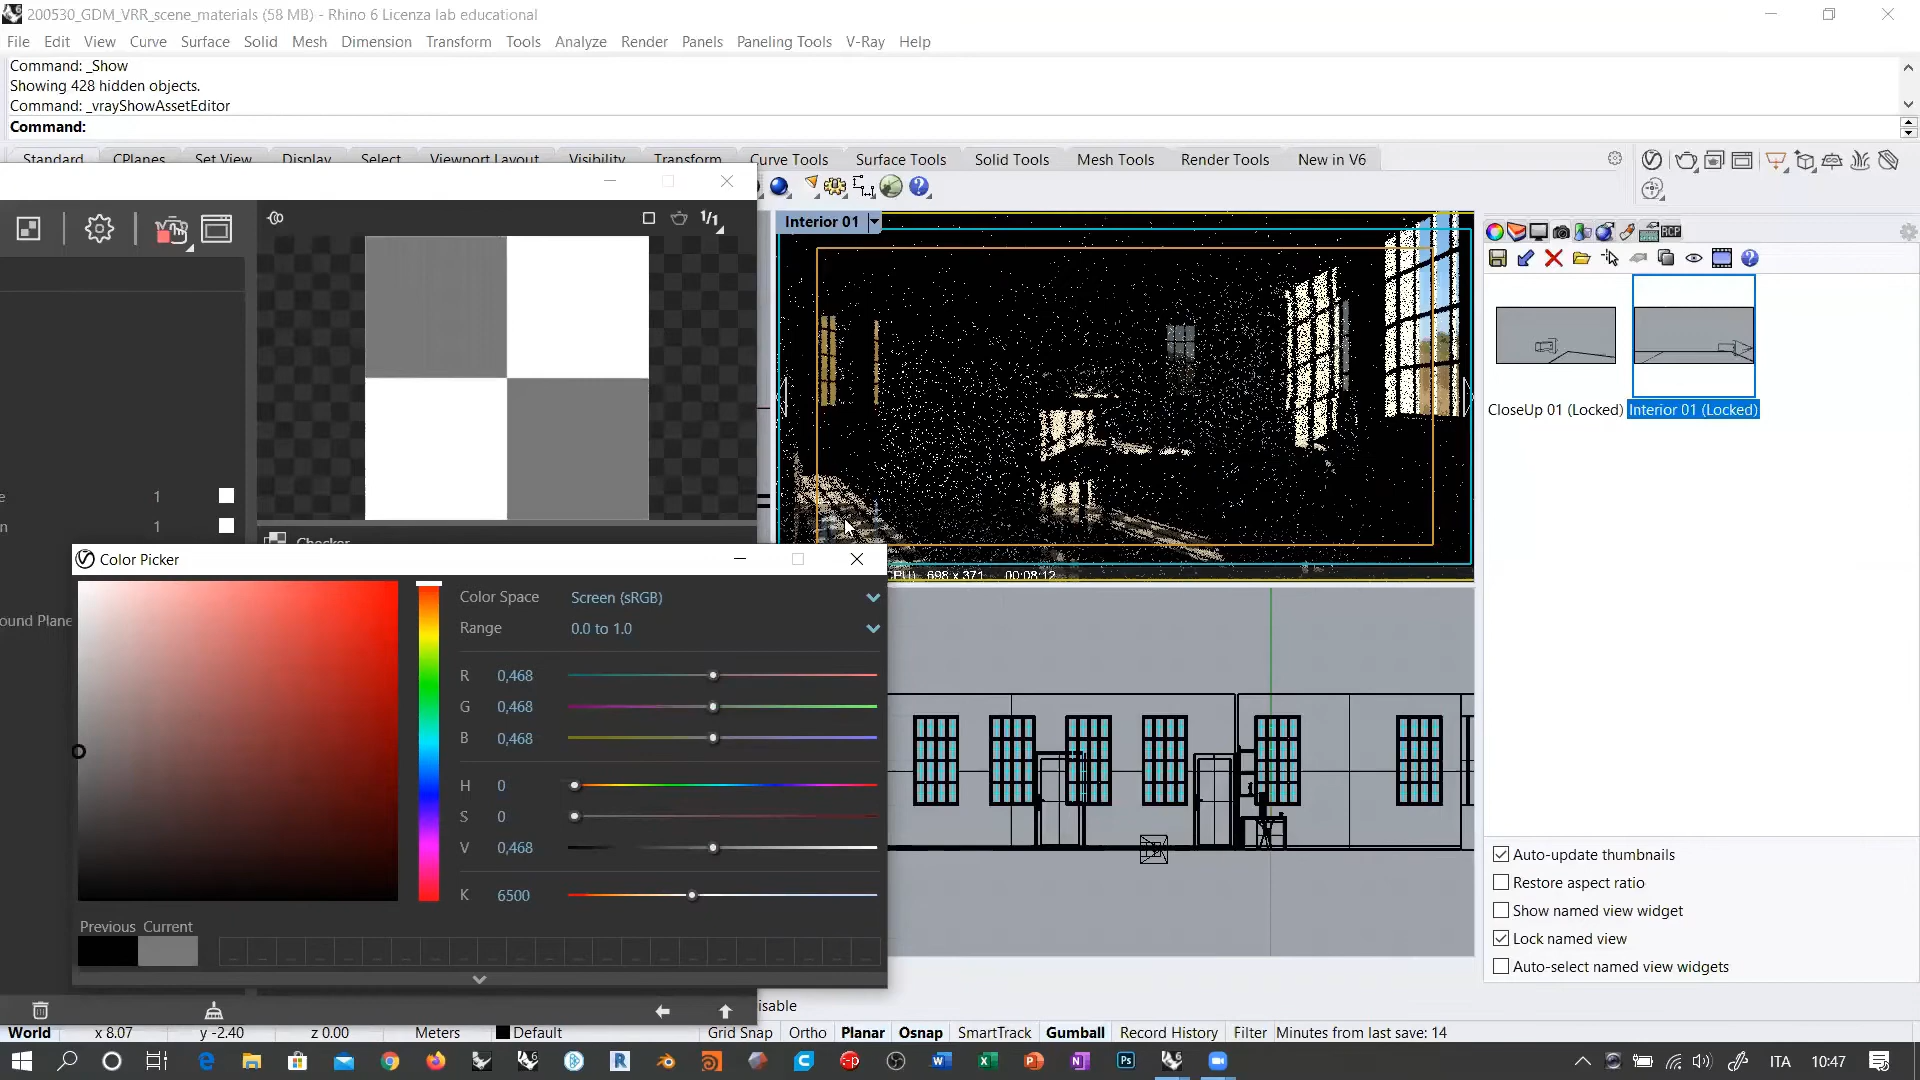 200530_GDM_VRR_scene_materials (58 MB) - Rhino 6 Licenza lab educational
File Edit View Curve Surface Solid Mesh Dimension Transform Tools Analyze Render Panels Paneling Tools V-Ray Help
Command: _Show
Showing 428 hidden objects.
Command: _vrayShowAssetEditor
Command:
Standard CPlanes Set View Display Select Viewport Layout Visibility Transform Curve Tools Surface Tools Solid Tools Mesh Tools Render Tools New in V6
1/1
Interior 01
RCP
CloseUp 01 (Locked) Interior 01 (Locked)
1
1
Checker
698 x 371 00:08:12
Color Picker
Color Space Screen (sRGB)
Range 0.0 to 1.0
ound Plane
R 0,468
G 0,468
B 0,468
H 0
S 0
V 0,468
K 6500
Previous Current
Auto-update thumbnails
Restore aspect ratio
Show named view widget
Lock named view
Auto-select named view widgets
isable
World x 8.07 y -2.40 z 0.00 Meters Default Grid Snap Ortho Planar Osnap SmartTrack Gumball Record History Filter Minutes from last save: 14
ITA 10:47